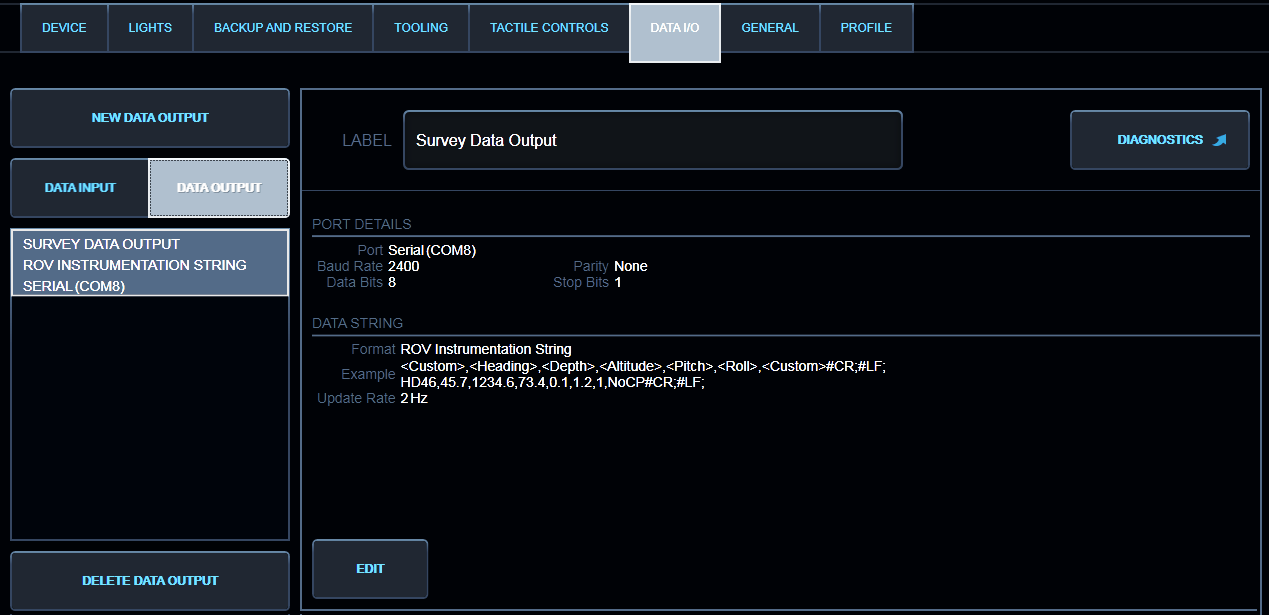 DEVICE LIGHTS BACKUP AND RESTORE TOOLING TACTILE CONTROLS DATA I/O GENERAL PROFILE
NEW DATA OUTPUT
DATA INPUT DATA OUTPUT
SURVEY DATA OUTPUT
ROV INSTRUMENTATION STRING
SERIAL (COM8)
DELETE DATA OUTPUT
LABEL Survey Data Output DIAGNOSTICS
PORT DETAILS
Port Serial (COM8)
Baud Rate 2400 Parity None
Data Bits 8 Stop Bits 1
DATA STRING
Format ROV Instrumentation String
Example <Custom>,<Heading>,<Depth>,<Altitude>,<Pitch>,<Roll>,<Custom>#CR;#LF;
HD46,45.7,1234.6,73.4,0.1,1.2,1,NoCP#CR;#LF;
Update Rate 2 Hz
EDIT